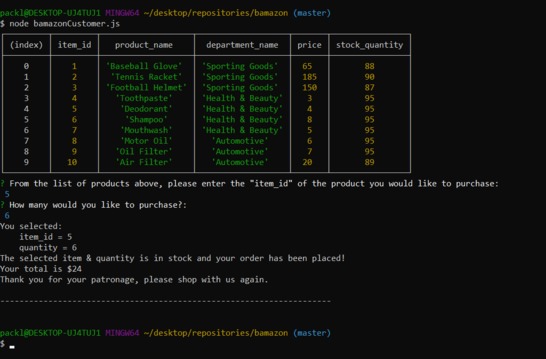 packl@DESKTOP-UJ4TUJ1 MINGW64 ~/desktop/repositories/bamazon (master)
$ node bamazonCustomer.js
(index) item_id product_name department_name price stock_quantity
0 1 'Baseball Glove' 'Sporting Goods' 65 88
1 2 'Tennis Racket' 'Sporting Goods' 185 90
2 3 'Football Helmet' 'Sporting Goods' 150 87
3 4 'Toothpaste' 'Health & Beauty' 3 95
4 5 'Deodorant' 'Health & Beauty' 4 95
5 6 'Shampoo' 'Health & Beauty' 8 95
6 7 'Mouthwash' 'Health & Beauty' 5 95
7 8 'Motor Oil' 'Automotive' 6 95
8 9 'Oil Filter' 'Automotive' 7 95
9 10 'Air Filter' 'Automotive' 20 89
? From the list of products above, please enter the "item_id" of the product you would like to purchase:
5
? How many would you like to purchase?:
6
You selected:
item_id = 5
quantity = 6
The selected item & quantity is in stock and your order has been placed!
Your total is $24
Thank you for your patronage, please shop with us again.
-------------------------------------------------------------------
packl@DESKTOP-UJ4TUJ1 MINGW64 ~/desktop/repositories/bamazon (master)
$